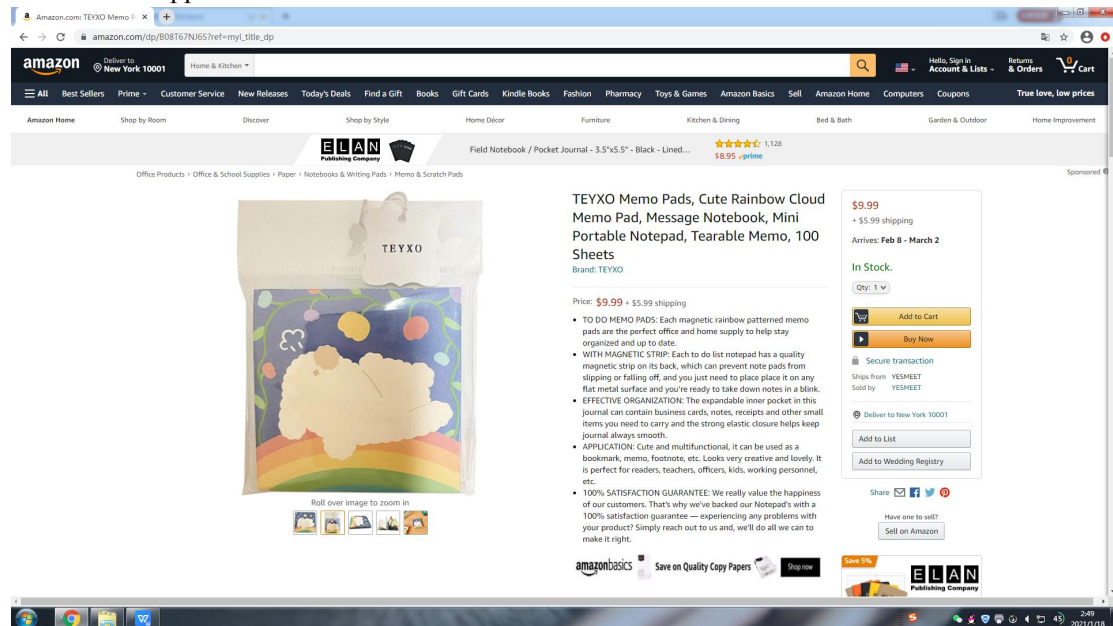 Amazon.com: TEYXO Memo P
amazon.com/dp/B08T67NJ6S?ref=myi_title_dp
amazon
Deliver to
New York 10001
Home & Kitchen
Hello, Sign in
Account & Lists
Returns
& Orders
0
Cart
All Best Sellers Prime Customer Service New Releases Today's Deals Find a Gift Books Gift Cards Kindle Books Fashion Pharmacy Toys & Games Amazon Basics Sell Amazon Home Computers Coupons True love, low prices
Amazon Home Shop by Room Discover Shop by Style Home Décor Furniture Kitchen & Dining Bed & Bath Garden & Outdoor Home Improvement
ELAN
Publishing Company
Field Notebook / Pocket Journal - 3.5"x5.5" - Black - Lined...
1,128
$8.95 prime
Sponsored
Office Products › Office & School Supplies › Paper › Notebooks & Writing Pads › Memo & Scratch Pads
TEYXO
Roll over image to zoom in
TEYXO Memo Pads, Cute Rainbow Cloud
Memo Pad, Message Notebook, Mini
Portable Notepad, Tearable Memo, 100
Sheets
Brand: TEYXO
Price: $9.99 + $5.99 shipping
• TO DO MEMO PADS: Each magnetic rainbow patterned memo
pads are the perfect office and home supply to help stay
organized and up to date.
• WITH MAGNETIC STRIP: Each to do list notepad has a quality
magnetic strip on its back, which can prevent note pads from
slipping or falling off, and you just need to place place it on any
flat metal surface and you're ready to take down notes in a blink.
• EFFECTIVE ORGANIZATION: The expandable inner pocket in this
journal can contain business cards, notes, receipts and other small
items you need to carry and the strong elastic closure helps keep
journal always smooth.
• APPLICATION: Cute and multifunctional, it can be used as a
bookmark, memo, footnote, etc. Looks very creative and lovely. It
is perfect for readers, teachers, officers, kids, working personnel,
etc.
• 100% SATISFACTION GUARANTEE: We really value the happiness
of our customers. That's why we've backed our Notepad's with a
100% satisfaction guarantee — experiencing any problems with
your product? Simply reach out to us and, we'll do all we can to
make it right.
amazonbasics Save on Quality Copy Papers Shop now
$9.99
+ $5.99 shipping
Arrives: Feb 8 - March 2
In Stock.
Qty: 1
Add to Cart
Buy Now
Secure transaction
Ships from YESMEET
Sold by YESMEET
Deliver to New York 10001
Add to List
Add to Wedding Registry
Share
Have one to sell?
Sell on Amazon
Save 5%
ELAN
Publishing Company
45
2:49
2021/1/18